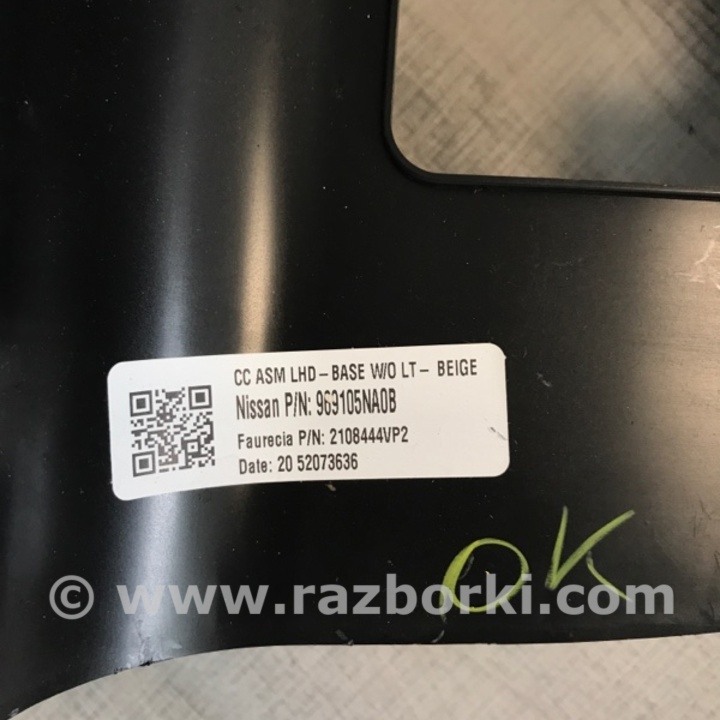 CC ASM LHD-BASE W/O LT- BEIGE
Nissan P/N: 969105NA0B
Faurecia P/N: 2108444VP2
Date: 20 52073636
OK
© www.razborki.com